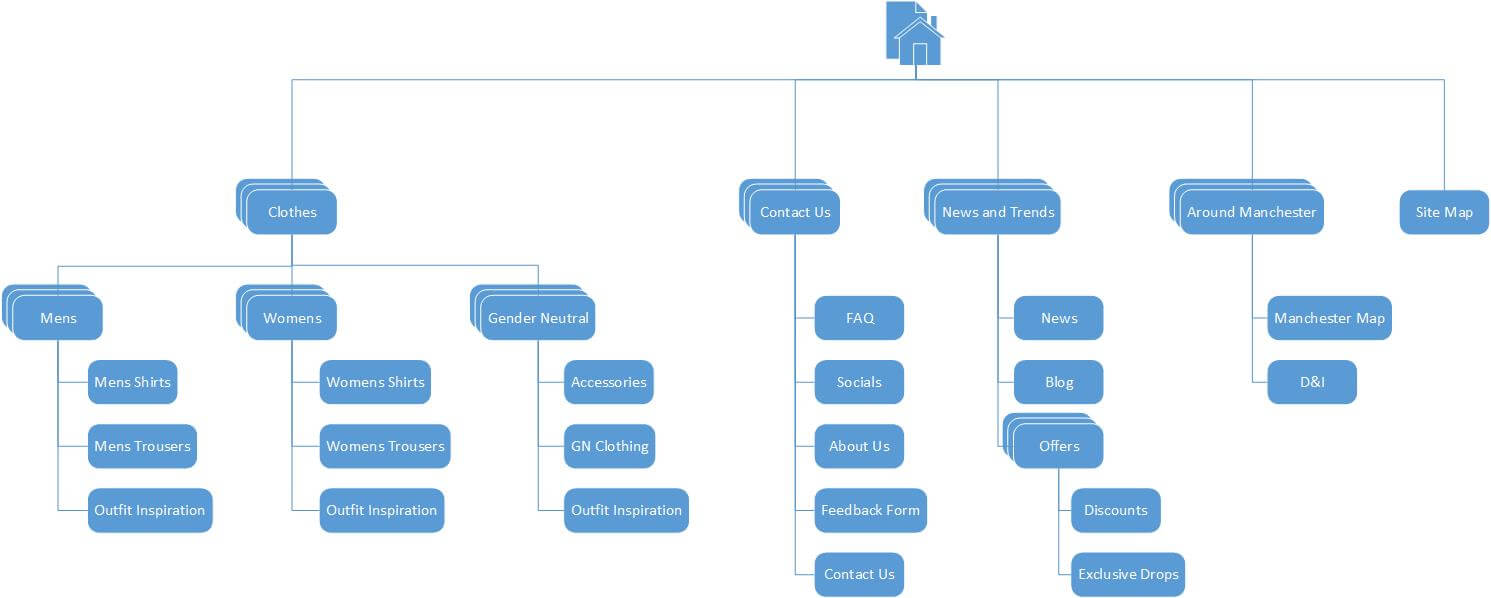 Clothes
Contact Us
News and Trends
Around Manchester
Site Map
Mens
Womens
Gender Neutral
FAQ
News
Manchester Map
Mens Shirts
Womens Shirts
Accessories
Socials
Blog
D&I
Mens Trousers
Womens Trousers
GN Clothing
About Us
Offers
Outfit Inspiration
Outfit Inspiration
Outfit Inspiration
Feedback Form
Discounts
Contact Us
Exclusive Drops